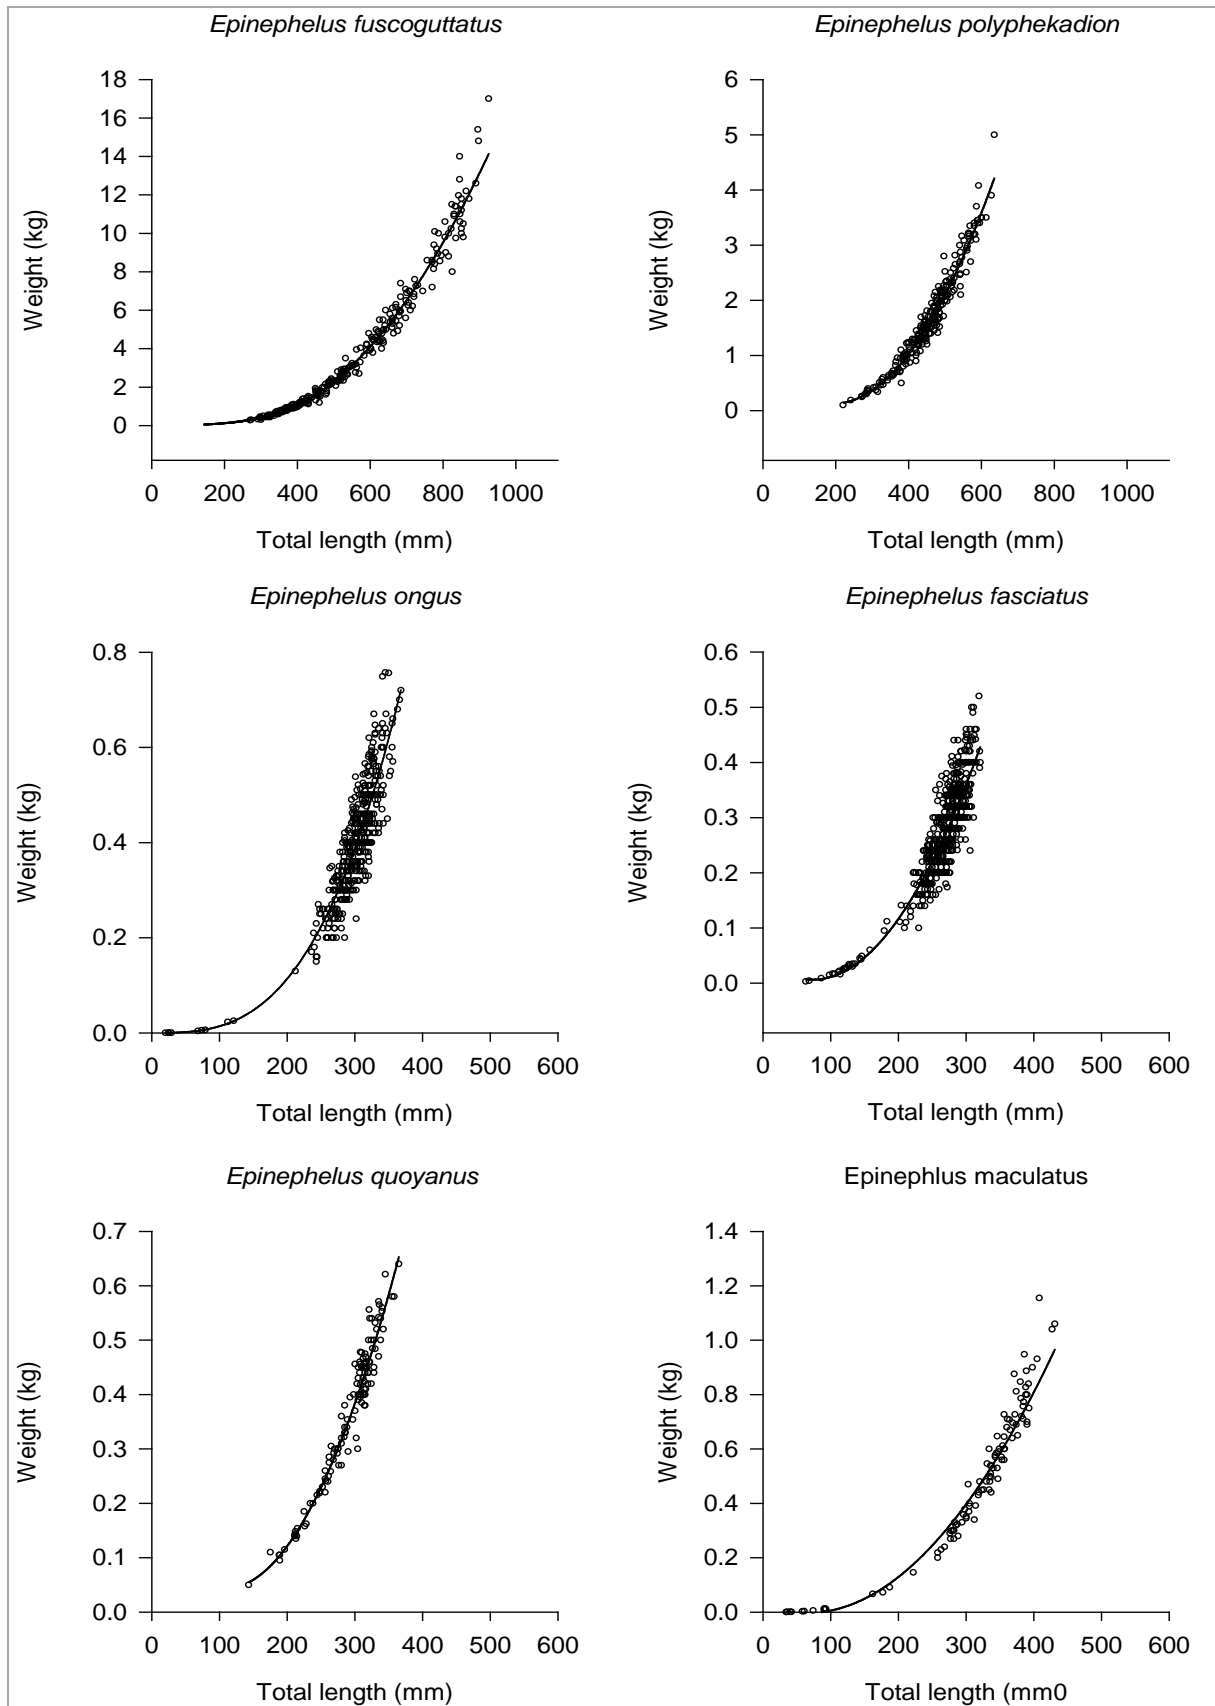 Epinephelus fuscoguttatus
Epinephelus polyphekadion
18
16
14
12
10
8
6
4
2
0
Weight (kg)
0 200 400 600 800 1000
Total length (mm)
6
5
4
3
2
1
0
Weight (kg)
0 200 400 600 800 1000
Total length (mm)
Epinephelus ongus
Epinephelus fasciatus
0.8
0.6
0.4
0.2
0.0
Weight (kg)
0 100 200 300 400 500 600
Total length (mm)
0.6
0.5
0.4
0.3
0.2
0.1
0.0
Weight (kg)
0 100 200 300 400 500 600
Total length (mm)
Epinephelus quoyanus
Epinephlus maculatus
0.7
0.6
0.5
0.4
0.3
0.2
0.1
0.0
Weight (kg)
0 100 200 300 400 500 600
Total length (mm)
1.4
1.2
1.0
0.8
0.6
0.4
0.2
0.0
Weight (kg)
0 100 200 300 400 500 600
Total length (mm0